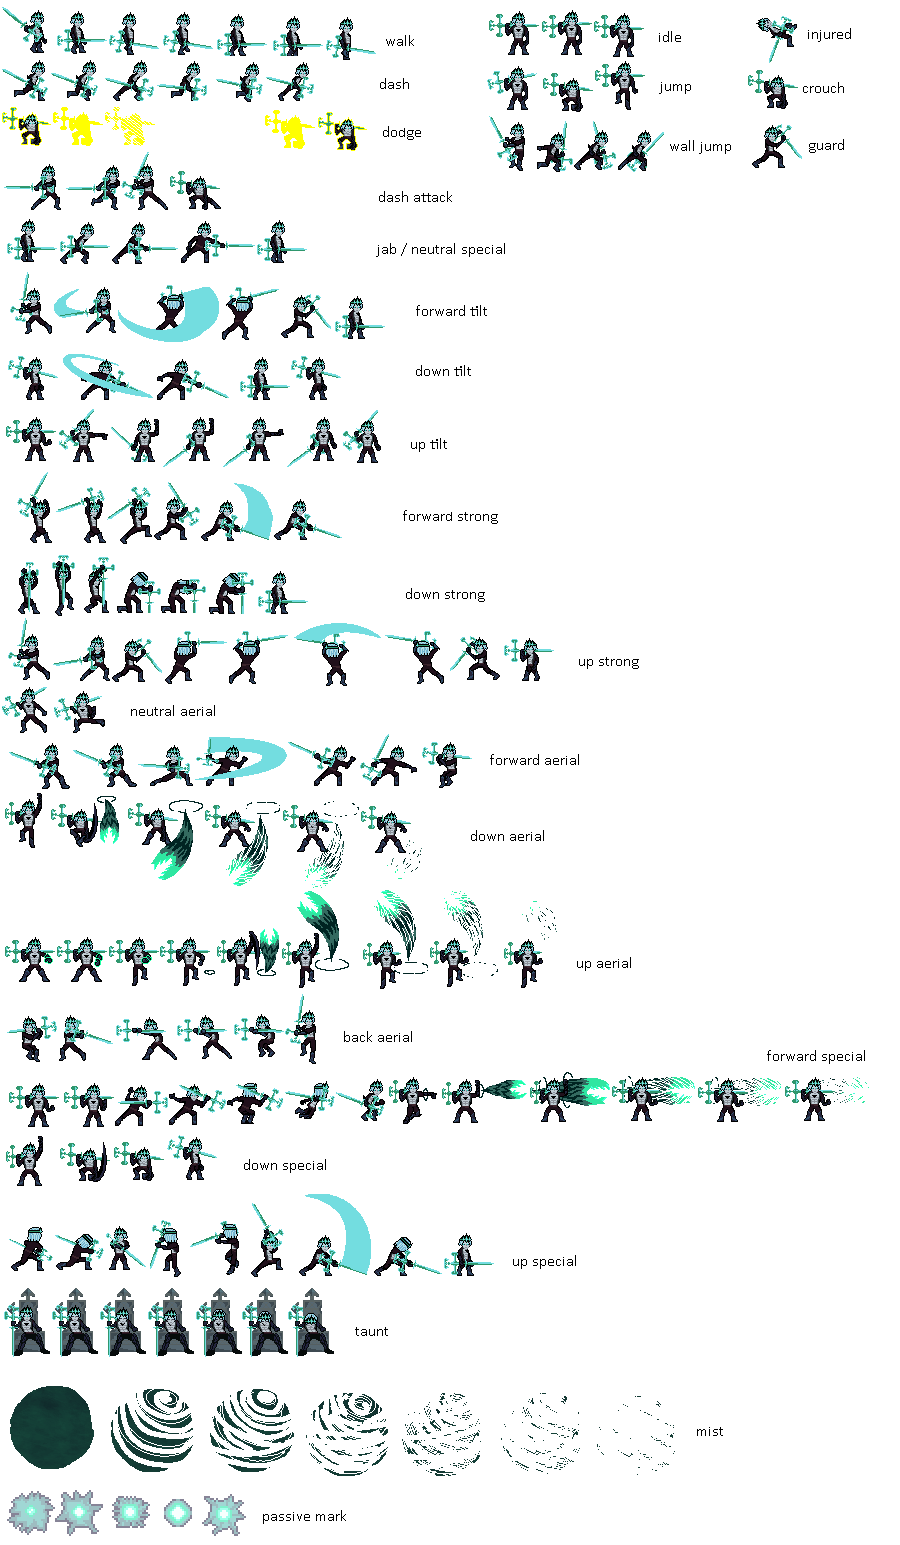 walk
idle
injured
dash
jump
crouch
dodge
wall jump
guard
dash attack
jab / neutral special
forward tilt
down tilt
up tilt
forward strong
down strong
up strong
neutral aerial
forward aerial
down aerial
up aerial
back aerial
forward special
down special
up special
taunt
mist
passive mark